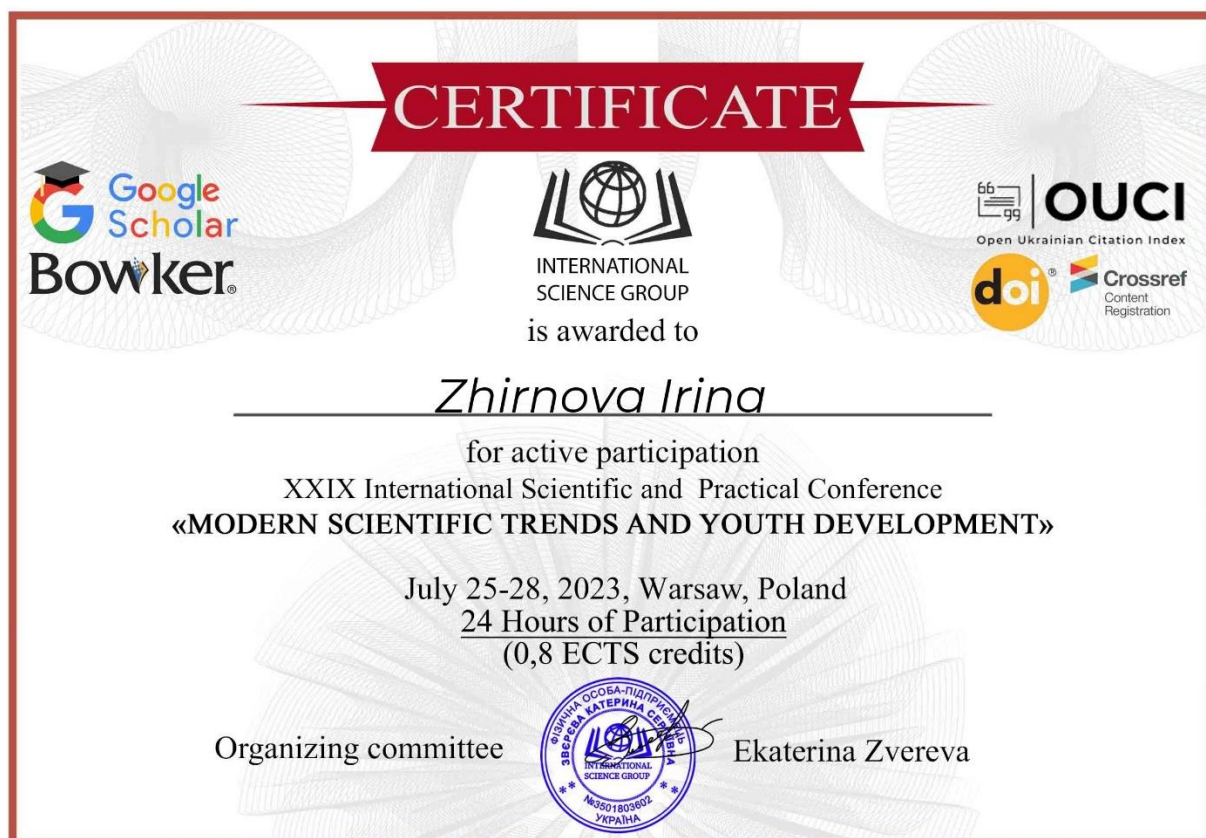 CERTIFICATE
Google
Scholar
Bowker®
INTERNATIONAL
SCIENCE GROUP
OUCI
Open Ukrainian Citation Index
doi®
Crossref
Content
Registration
is awarded to
Zhirnova Irina
for active participation
XXIX International Scientific and Practical Conference
«MODERN SCIENTIFIC TRENDS AND YOUTH DEVELOPMENT»
July 25-28, 2023, Warsaw, Poland
24 Hours of Participation
(0,8 ECTS credits)
Organizing committee
ФІЗИЧНА ОСОБА-ПІДПРИЄМЕЦЬ
ЗВЄРЄВА КАТЕРИНА СЕРГІЇВНА
INTERNATIONAL
SCIENCE GROUP
№3501803602
УКРАЇНА
Ekaterina Zvereva